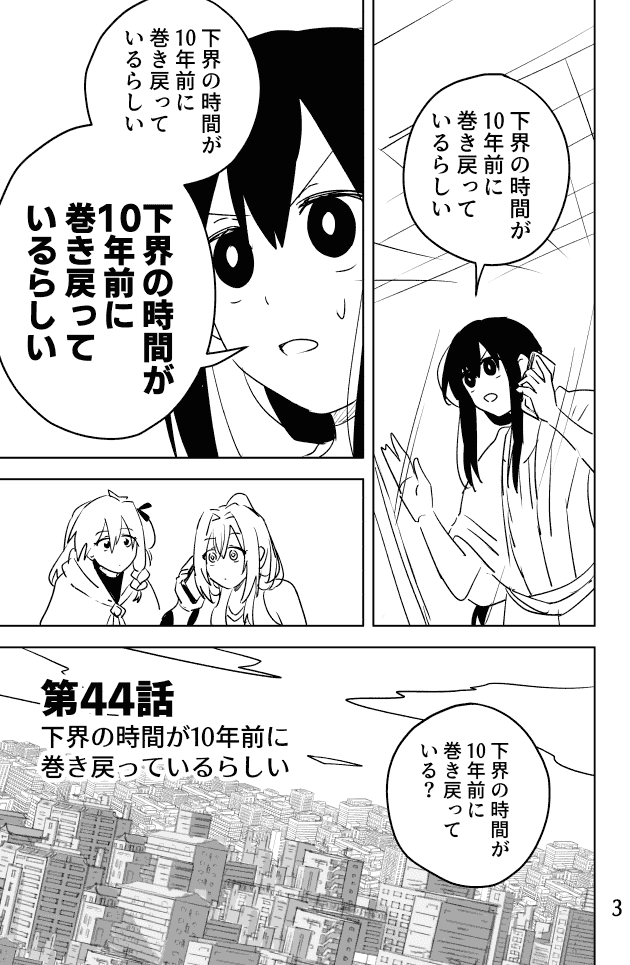 下界の時間が
10年前に
巻き戻って
いるらしい
下界の時間が
10年前に
巻き戻って
いるらしい
下界の時間が
10年前に
巻き戻って
いるらしい
第44話
下界の時間が10年前に
巻き戻っているらしい
下界の時間が
10年前に
巻き戻って
いる?
3